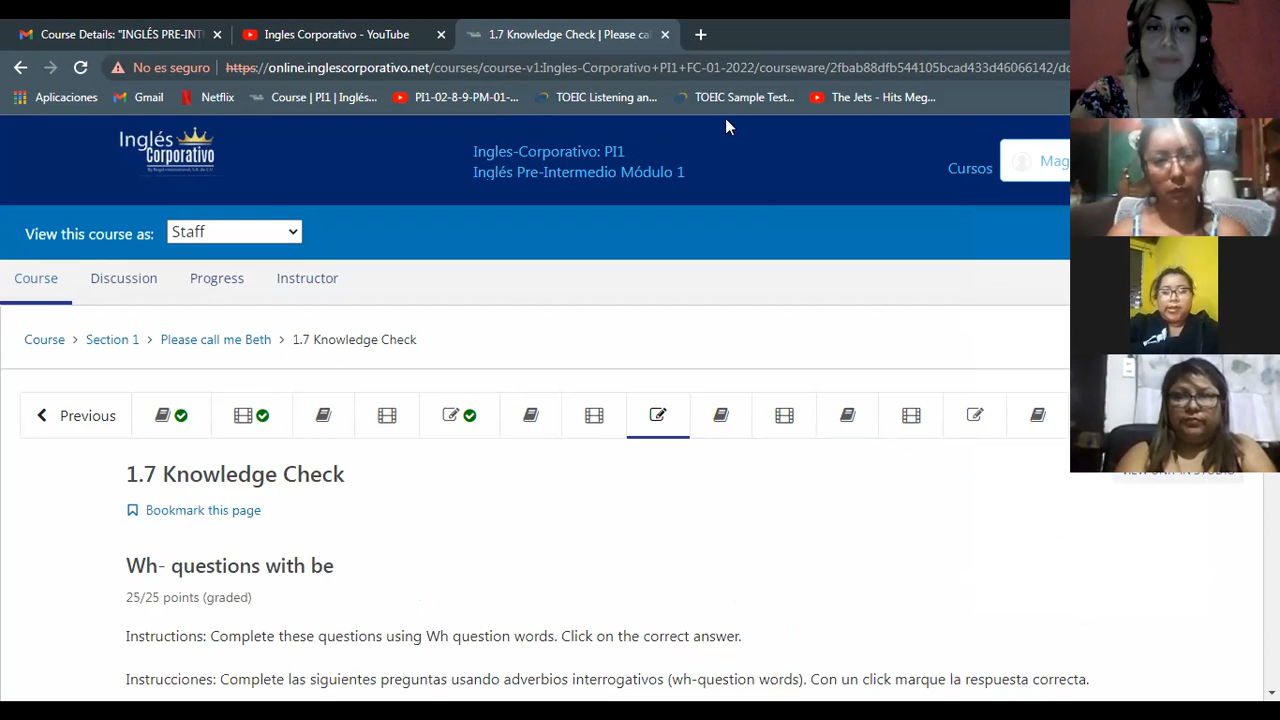 Course Details: "INGLÉS PRE-INT
Ingles Corporativo - YouTube
1.7 Knowledge Check | Please cal
No es seguro
https://online.inglescorporativo.net/courses/course-v1:Ingles-Corporativo+PI1+FC-01-2022/courseware/2fbab88dfb544105bcad433d46066142/dc
Aplicaciones
Gmail
Netflix
Course | PI1 | Inglés...
PI1-02-8-9-PM-01-...
TOEIC Listening an...
TOEIC Sample Test...
The Jets - Hits Meg...
Inglés
Corporativo
Ingles-Corporativo: PI1
Inglés Pre-Intermedio Módulo 1
Cursos
Mag
View this course as:
Staff
Course
Discussion
Progress
Instructor
Course > Section 1 > Please call me Beth > 1.7 Knowledge Check
Previous
1.7 Knowledge Check
Bookmark this page
Wh- questions with be
25/25 points (graded)
Instructions: Complete these questions using Wh question words. Click on the correct answer.
Instrucciones: Complete las siguientes preguntas usando adverbios interrogativos (wh-question words). Con un click marque la respuesta correcta.